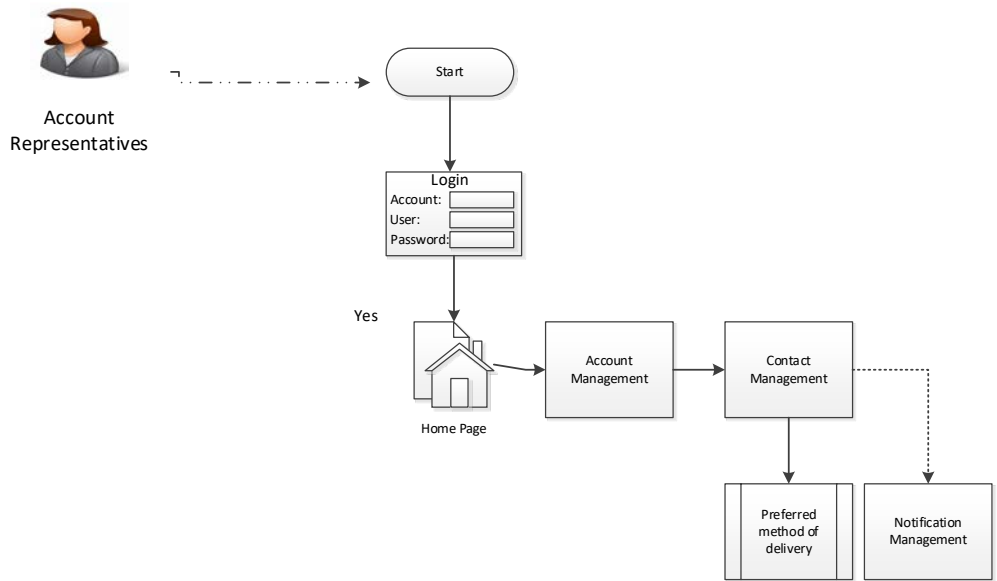 Account
Representatives
Start
Login
Account:
User:
Password:
Yes
Home Page
Account
Management
Contact
Management
Preferred
method of
delivery
Notification
Management